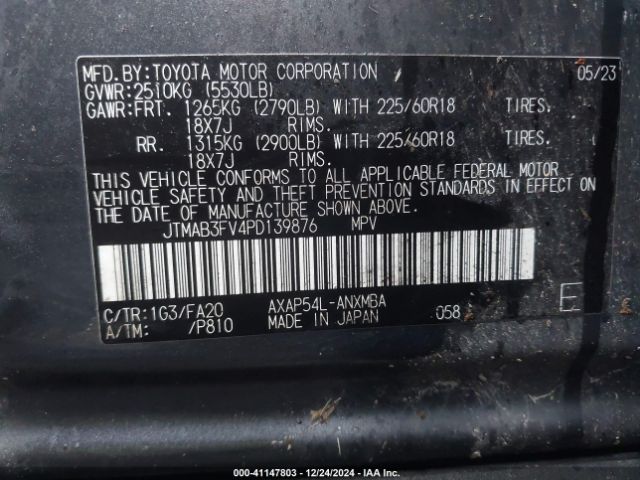 MFD.BY:TOYOTA MOTOR CORPORATION 05/23
GVWR:2510KG (5530LB)
GAWR:FRT. 1265KG (2790LB) WITH 225/60R18 TIRES,
18X7J RIMS.
RR. 1315KG (2900LB) WITH 225/60R18 TIRES,
18X7J RIMS.
THIS VEHICLE CONFORMS TO ALL APPLICABLE FEDERAL MOTOR
VEHICLE SAFETY AND THEFT PREVENTION STANDARDS IN EFFECT ON
THE DATE OF MANUFACTURE SHOWN ABOVE.
JTMAB3FV4PD139876 MPV
C/TR:1G3/FA20 AXAP54L-ANXMBA
A/TM: /P810 MADE IN JAPAN 058 E
000-41147803 - 12/24/2024 - IAA Inc.